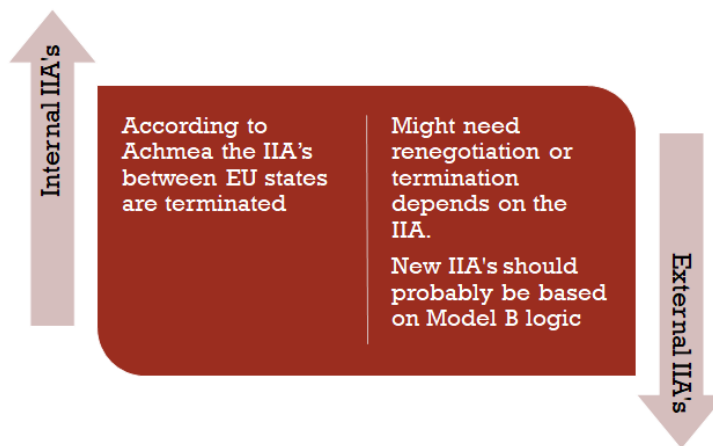 Internal IIA's
According to
Achmea the IIA's
between EU states
are terminated
Might need
renegotiation or
termination
depends on the
IIA.
New IIA's should
probably be based
on Model B logic
External IIA's